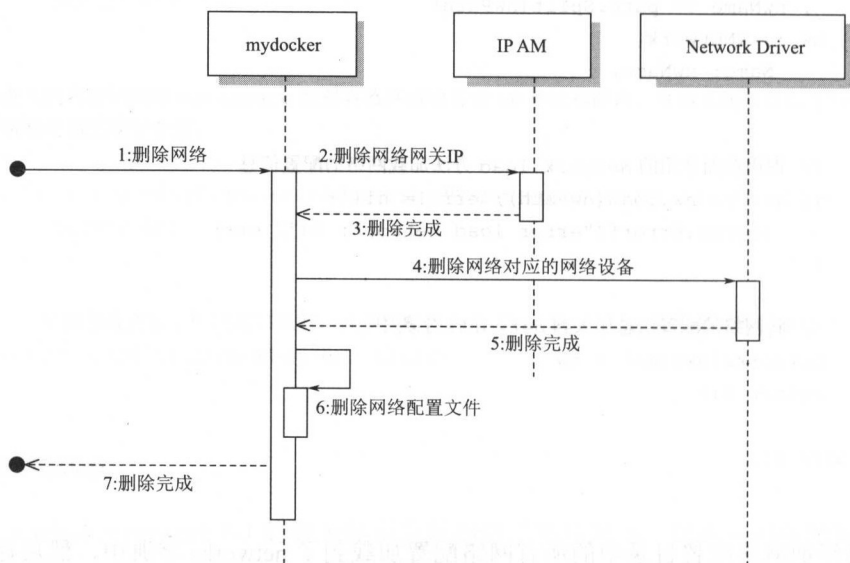 mydocker
IP AM
Network Driver
1:删除网络
2:删除网络网关IP
3:删除完成
4:删除网络对应的网络设备
5:删除完成
6:删除网络配置文件
7:删除完成